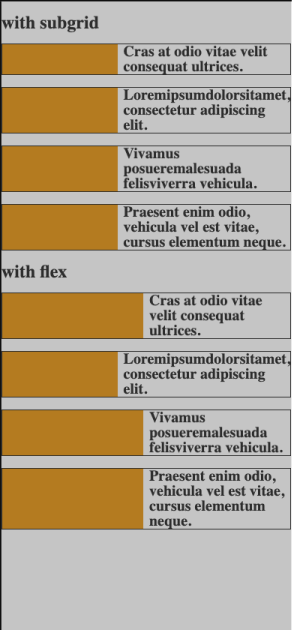 with subgrid
Cras at odio vitae velit
consequat ultrices.
Loremipsumdolorsitamet,
consectetur adipiscing
elit.
Vivamus
posueremalesuada
felisviverra vehicula.
Praesent enim odio,
vehicula vel est vitae,
cursus elementum neque.
with flex
Cras at odio vitae
velit consequat
ultrices.
Loremipsumdolorsitamet,
consectetur adipiscing
elit.
Vivamus
posueremalesuada
felisviverra vehicula.
Praesent enim odio,
vehicula vel est vitae,
cursus elementum
neque.